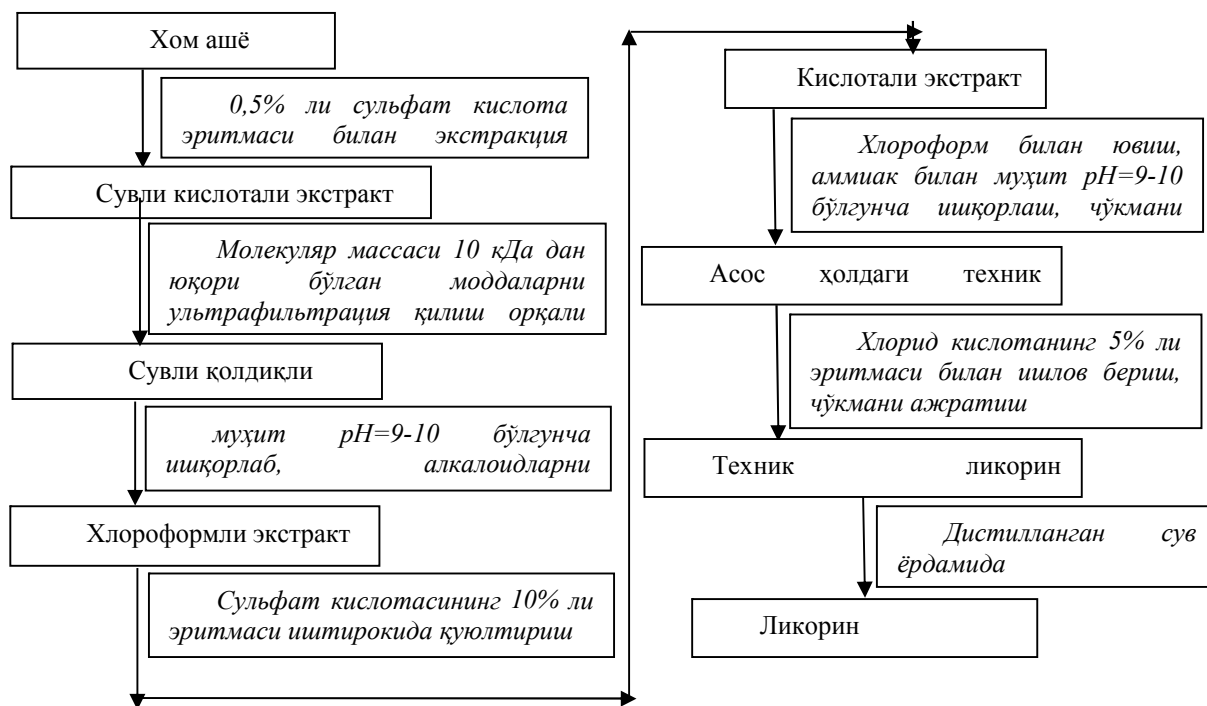 Хом ашё
0,5% ли сульфат кислота
эритмаси билан экстракция
Сувли кислотали экстракт
Молекуляр массаси 10 кДа дан
юқори бўлган моддаларни
ультрафильтрация қилиш орқали
Сувли қолдиқли
муҳит pH=9-10 бўлгунча
ишқорлаб, алкалоидларни
Хлороформли экстракт
Сульфат кислотасининг 10% ли
эритмаси иштирокида қуюлтириш
Кислотали экстракт
Хлороформ билан ювиш,
аммиак билан муҳит pH=9-10
бўлгунча ишқорлаш, чўкмани
Асос ҳолдаги техник
Хлорид кислотанинг 5% ли
эритмаси билан ишлов бериш,
чўкмани ажратиш
Техник ликорин
Дистилланган сув
ёрдамида
Ликорин